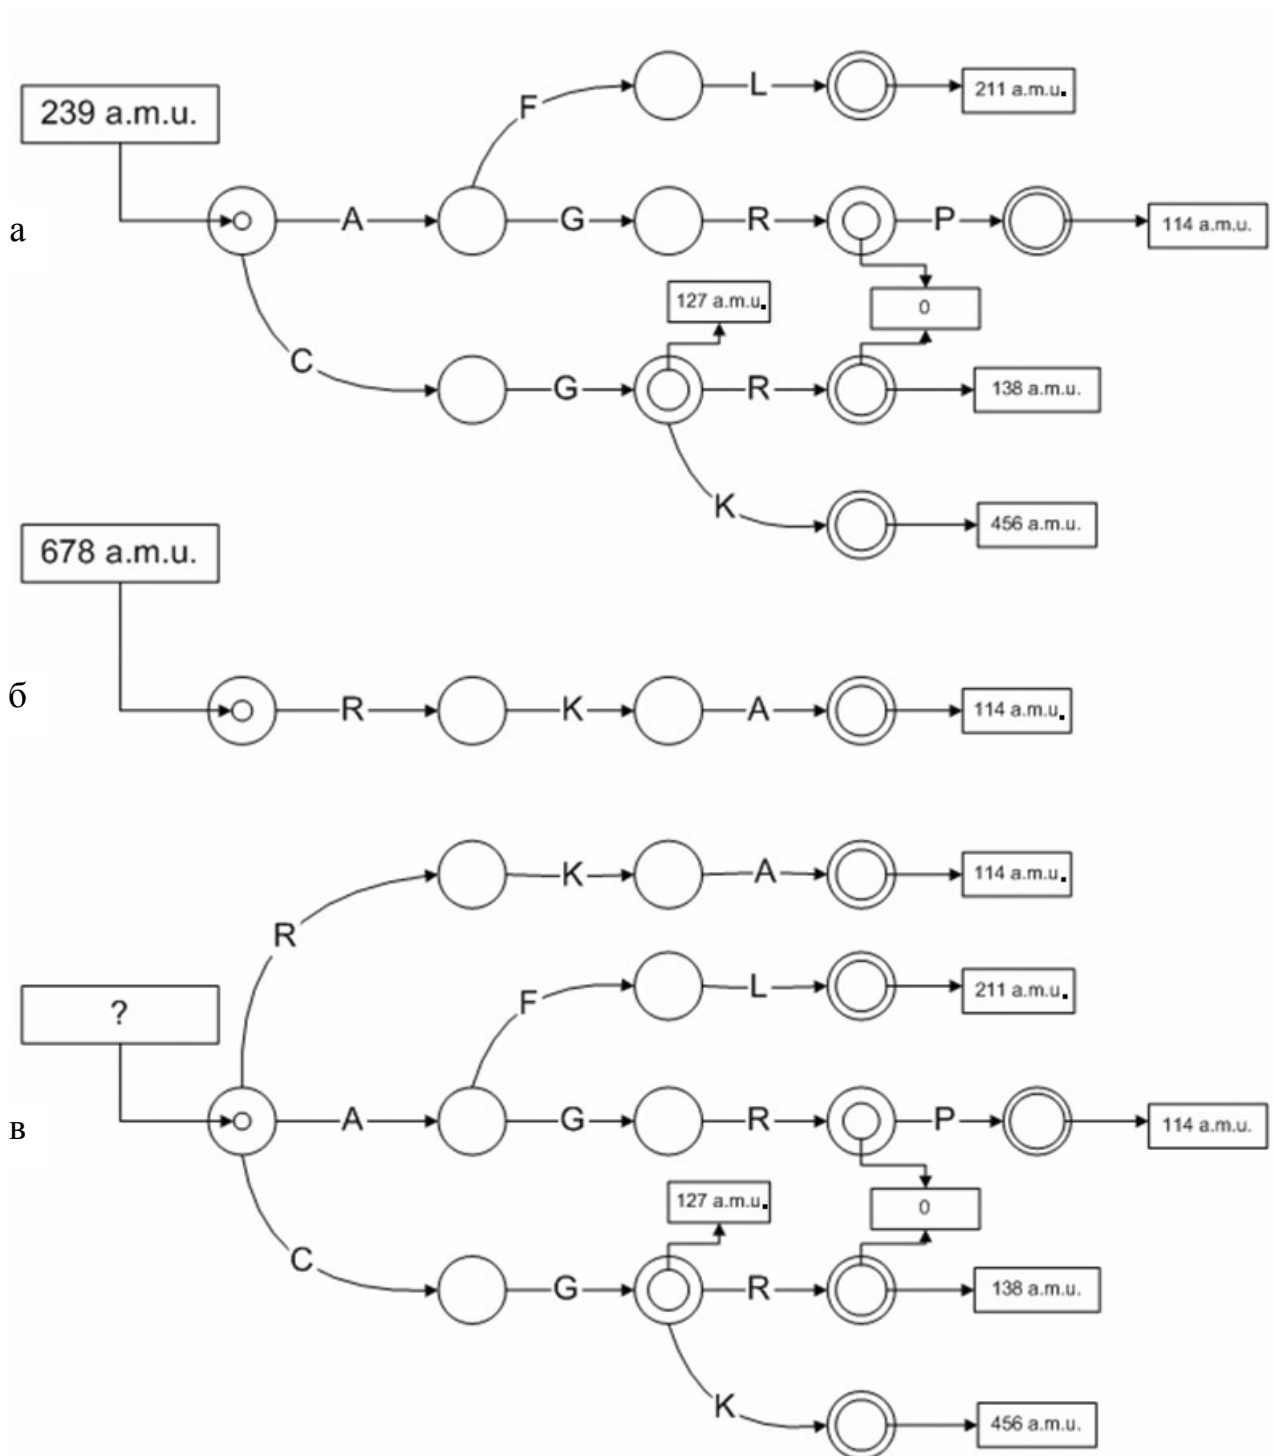 F L 211 a.m.u.
239 a.m.u.
а A G R P 114 a.m.u.
127 a.m.u. 0
C G R 138 a.m.u.
K 456 a.m.u.
678 a.m.u.
б R K A 114 a.m.u.
K A 114 a.m.u.
R
F L 211 a.m.u.
?
в A G R P 114 a.m.u.
127 a.m.u. 0
C G R 138 a.m.u.
K 456 a.m.u.